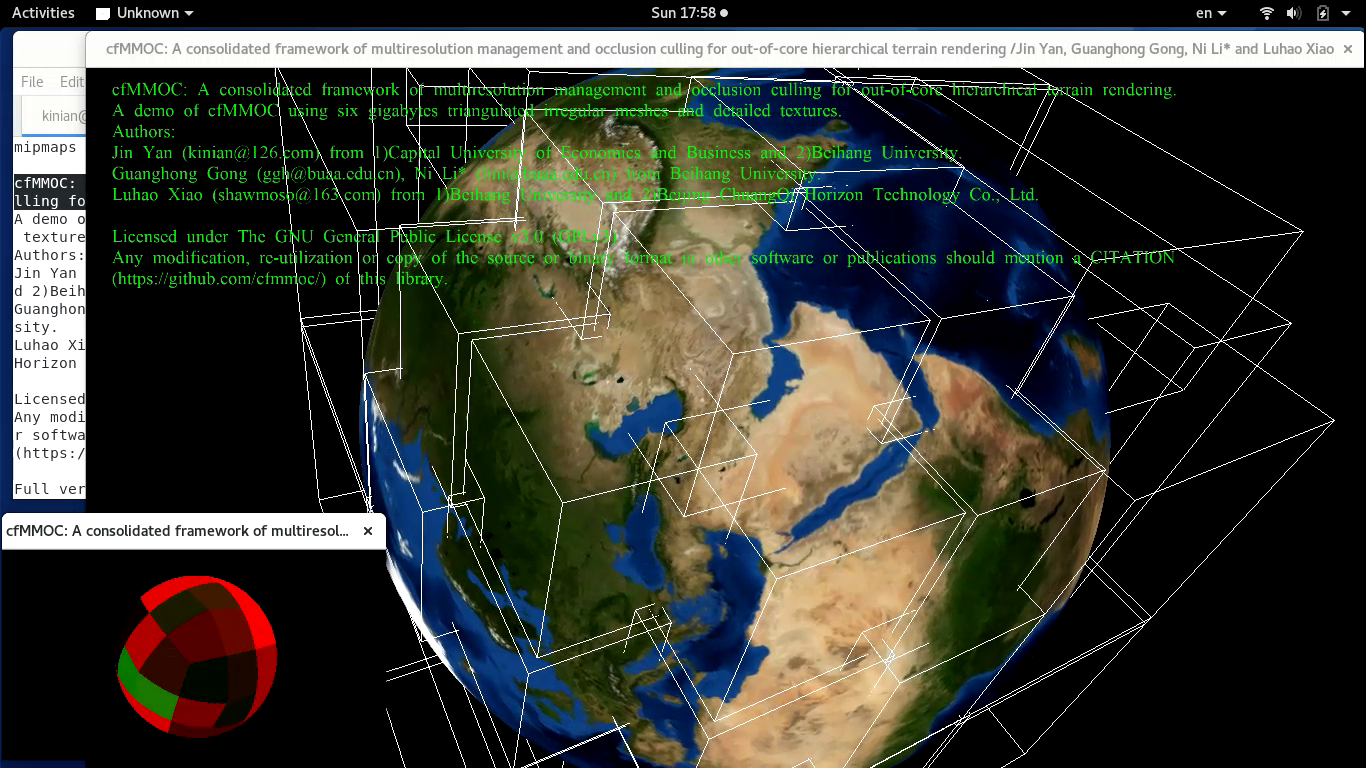 Activities Unknown Sun 17:58 en
cfMMOC: A consolidated framework of multiresolution management and occlusion culling for out-of-core hierarchical terrain rendering /Jin Yan, Guanghong Gong, Ni Li* and Luhao Xiao
File Edit
kinian@
mipmaps
cfMMOC:
lling fo
A demo o
texture
Authors:
Jin Yan
d 2)Beih
Guanghon
sity.
Luhao Xi
Horizon
Licensed
Any modi
r softwa
(https:/
Full ver
cfMMOC: A consolidated framework of multiresolution management and occlusion culling for out-of-core hierarchical terrain rendering.
A demo of cfMMOC using six gigabytes triangulated irregular meshes and detailed textures.
Authors:
Jin Yan (kinian@126.com) from 1)Capital University of Economics and Business and 2)Beihang University.
Guanghong Gong (ggh@buaa.edu.cn), Ni Li* (lini@buaa.edu.cn) from Beihang University.
Luhao Xiao (shawmoso@163.com) from 1)Beihang University and 2)Beijing ChuangQi Horizon Technology Co., Ltd.
Licensed under The GNU General Public License v3.0 (GPLv3).
Any modification, re-utilization or copy of the source or binary format in other software or publications should mention a CITATION
(https://github.com/cfmmoc/) of this library.
cfMMOC: A consolidated framework of multiresol...